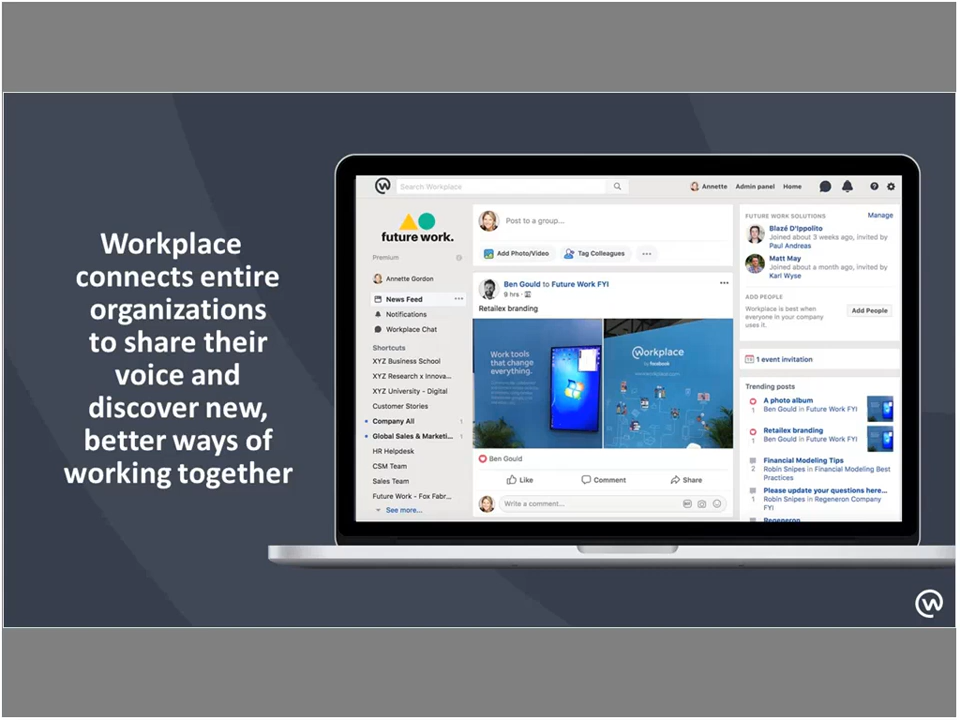 Workplace
connects entire
organizations
to share their
voice and
discover new,
better ways of
working together
Search Workplace
Annette Admin panel Home
future work.
Premium
Annette Gordon
News Feed
Notifications
Workplace Chat
Shortcuts
XYZ Business School
XYZ Research x Innova...
XYZ University - Digital
Customer Stories
Company All 1
Global Sales & Marketi... 1
HR Helpdesk
CSM Team
Sales Team
Future Work - Fox Fabr...
See more...
Post to a group...
Add Photo/Video Tag Colleagues
Ben Gould to Future Work FYI
9 hrs
Retailex branding
Work tools
that change
everything.
Workplace
by facebook
Ben Gould
Like Comment Share
Write a comment...
FUTURE WORK SOLUTIONS Manage
Blazé D'Ippolito
Joined about 3 weeks ago, invited by
Paul Andreas
Matt May
Joined about a month ago, invited by
Karl Wyse
ADD PEOPLE
Workplace is best when
everyone in your company
uses it.
Add People
1 event invitation
Trending posts
A photo album
1 Ben Gould in Future Work FYI
Retailex branding
1 Ben Gould in Future Work FYI
Financial Modeling Tips
2 Robin Snipes in Financial Modeling Best
Practices
Please update your questions here...
1 Robin Snipes in Regeneron Company
FYI
Regeneron